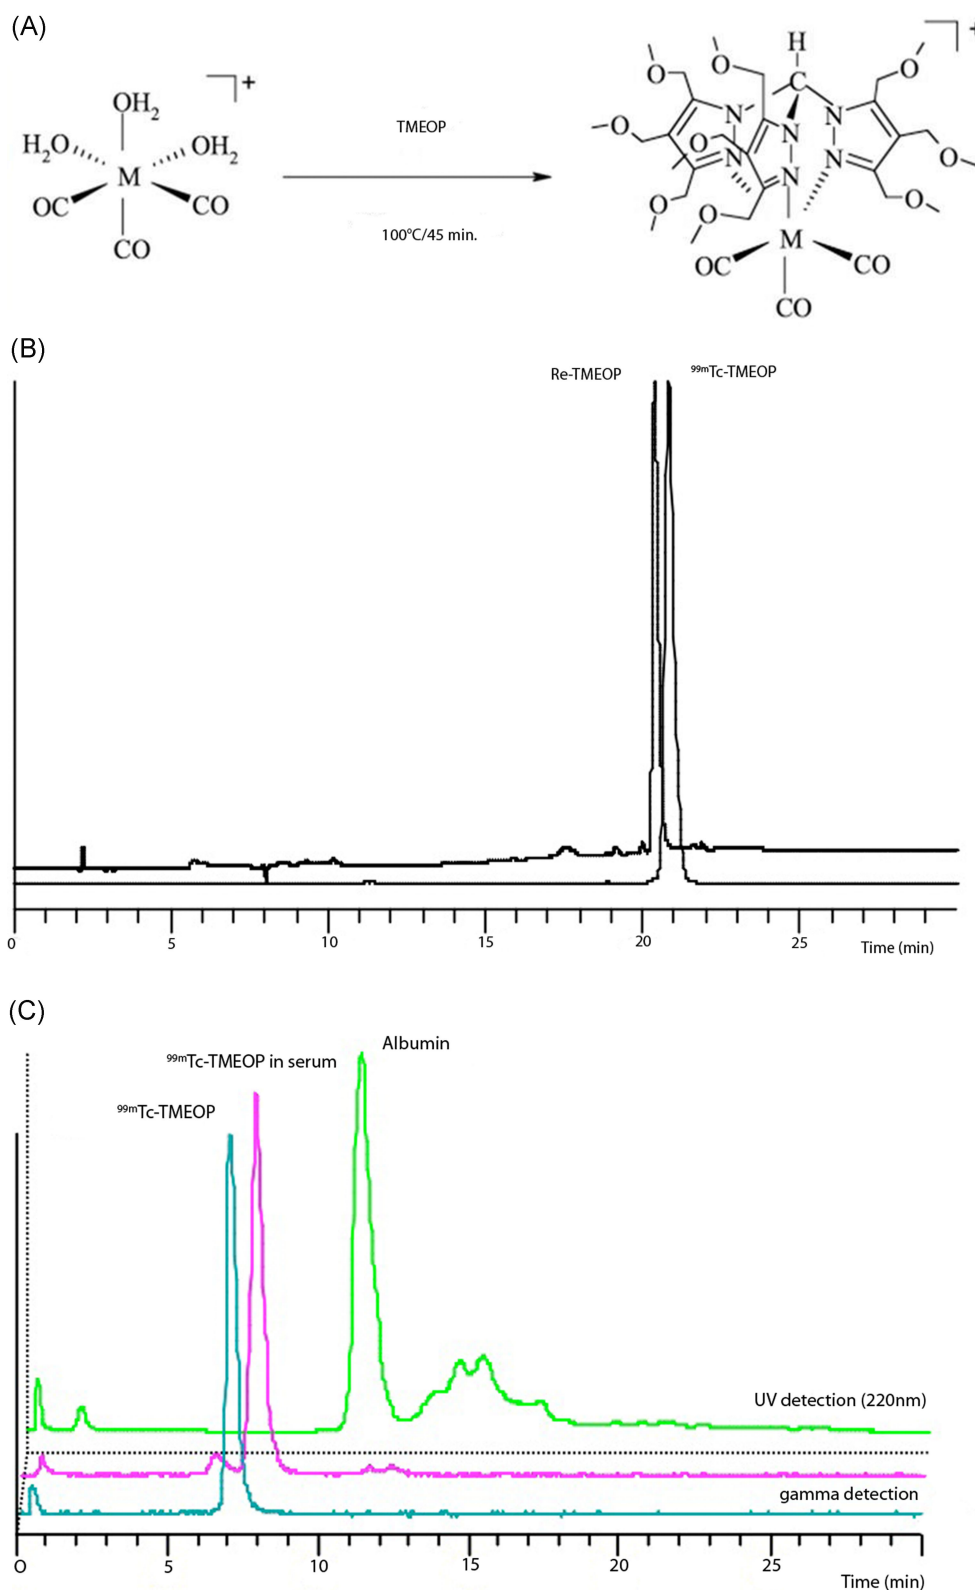 (A)
OH2
H2O
OH2
M
OC
CO
CO
+
TMEOP
100°C/45 min.
+
H
C
O
O
O
O
O
O
O
O
O
N
N
N
N
N
N
M
OC
CO
CO
(B)
Re-TMEOP
99mTc-TMEOP
0
5
10
15
20
25
Time (min)
(C)
Albumin
99mTc-TMEOP in serum
99mTc-TMEOP
UV detection (220nm)
gamma detection
O
5
10
15
20
25
Time (min)